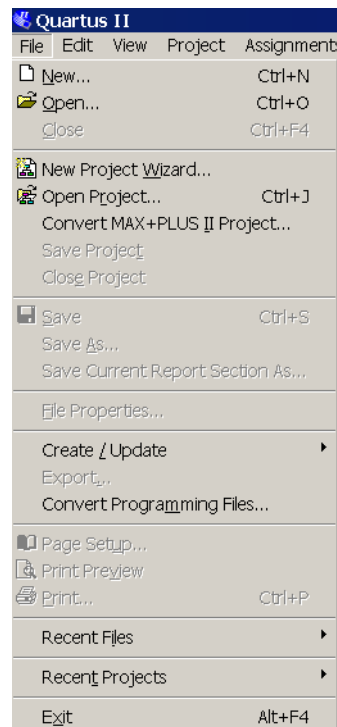 Quartus II
File Edit View Project Assignments
New... Ctrl+N
Open... Ctrl+O
Close Ctrl+F4
New Project Wizard...
Open Project... Ctrl+J
Convert MAX+PLUS II Project...
Save Project
Close Project
Save Ctrl+S
Save As...
Save Current Report Section As...
File Properties...
Create / Update
Export...
Convert Programming Files...
Page Setup...
Print Preview
Print... Ctrl+P
Recent Files
Recent Projects
Exit Alt+F4